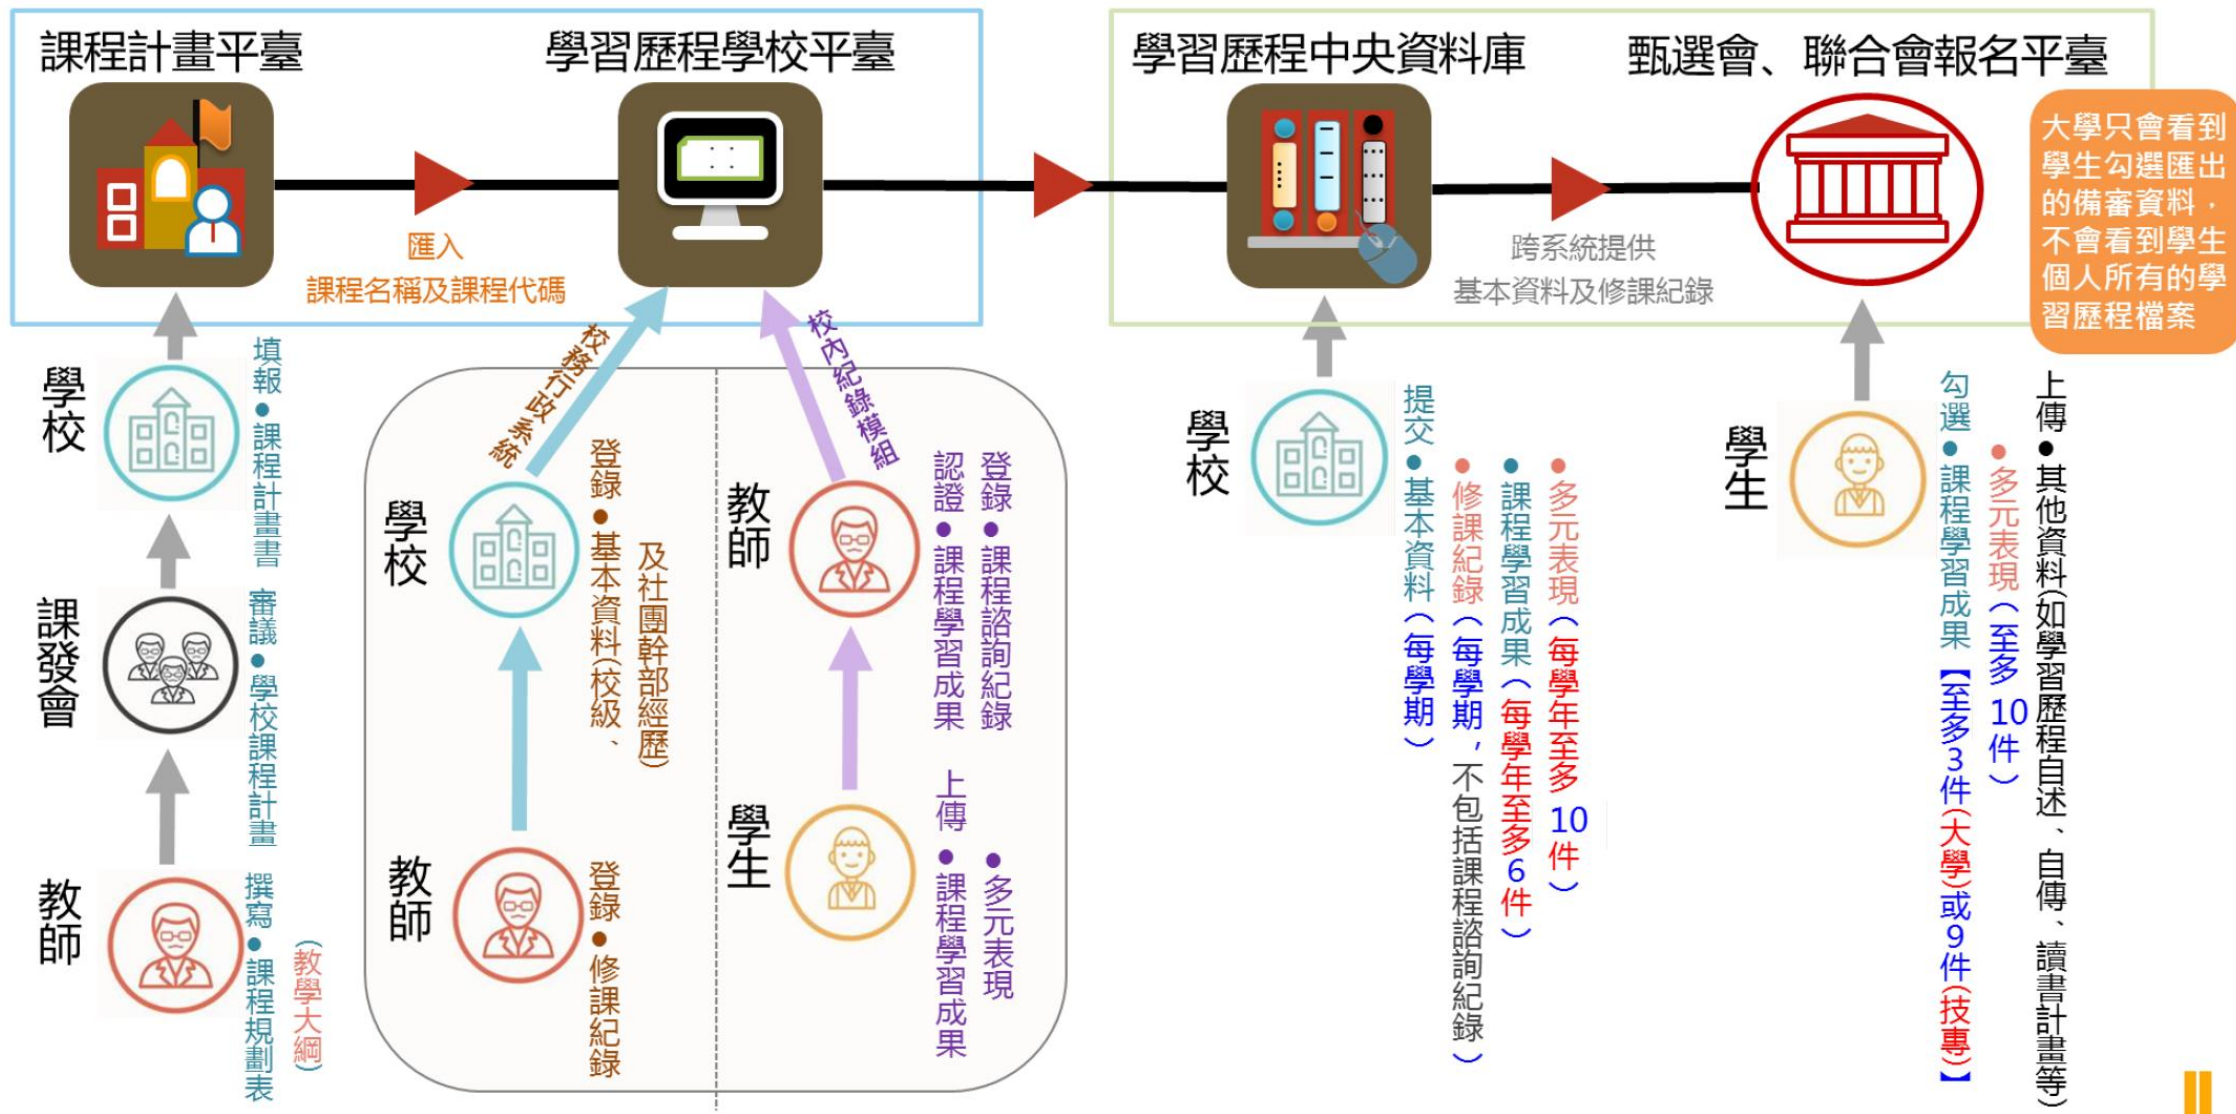 課程計畫平臺
學習歷程學校平臺
學習歷程中央資料庫
甄選會、聯合會報名平臺
大學只會看到
學生勾選匯出
的備審資料，
不會看到學生
個人所有的學
習歷程檔案
匯入
課程名稱及課程代碼
跨系統提供
基本資料及修課紀錄
學校
填報●課程計畫書
課發會
審議●學校課程計畫
教師
撰寫●課程規劃表
(教學大綱)
校務行政系統
學校
登錄●基本資料(校級、
及社團幹部經歷)
教師
登錄●修課紀錄
校內紀錄模組
教師
登錄●課程諮詢紀錄
認證●課程學習成果
學生
上傳●課程學習成果
●多元表現
學校
提交●基本資料(每學期)
●修課紀錄(每學期，不包括課程諮詢紀錄)
●課程學習成果(每學年至多6件)
●多元表現(每學年至多10件)
學生
勾選●課程學習成果【至多3件(大學)或9件(技專)】
●多元表現(至多10件)
上傳●其他資料(如學習歷程自述、自傳、讀書計畫等)